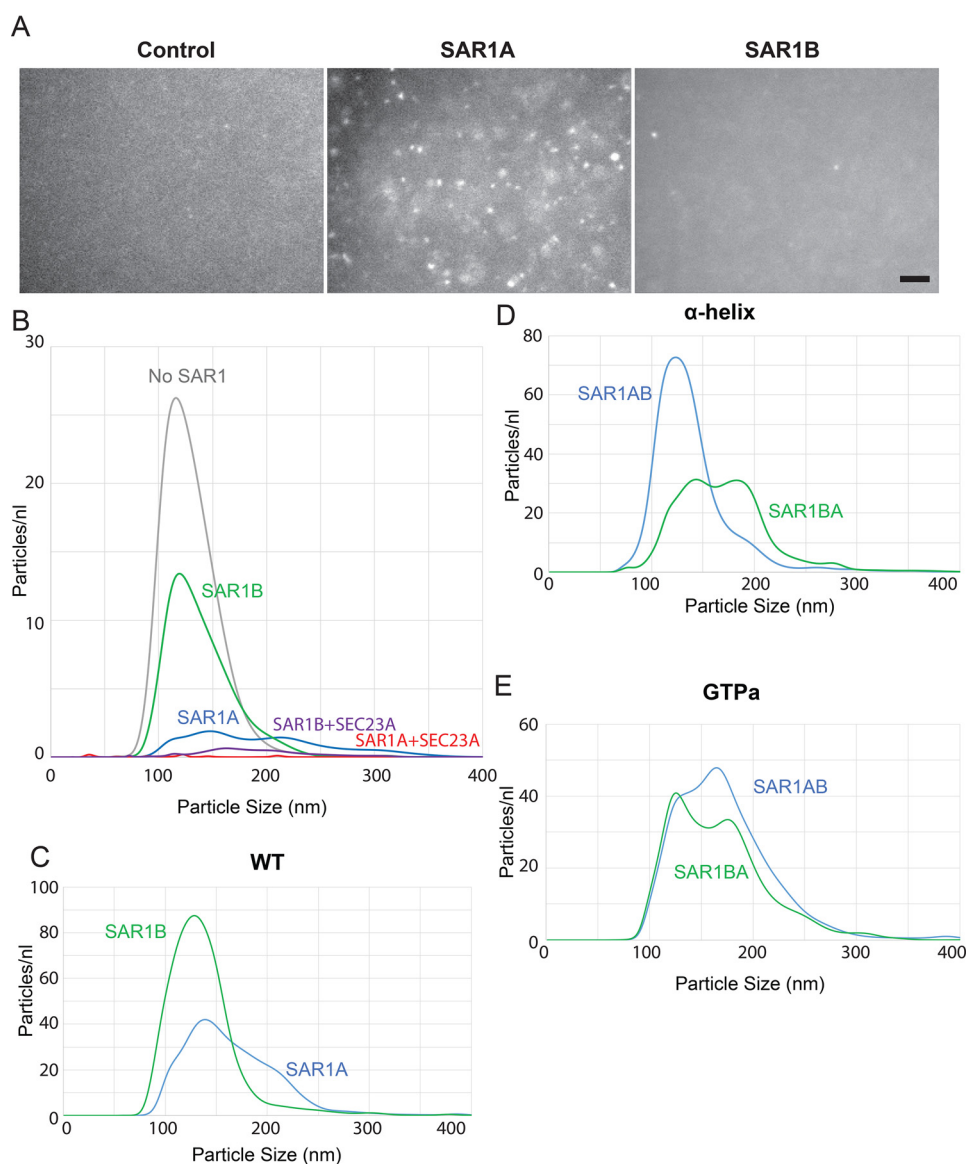 A
Control
SAR1A
SAR1B
B
30
20
10
0
Particles/nl
No SAR1
SAR1B
SAR1A
SAR1B+SEC23A
SAR1A+SEC23A
0 100 200 300 400
Particle Size (nm)
C
WT
100
80
60
40
20
0
Particles/nl
SAR1B
SAR1A
0 100 200 300 400
Particle Size (nm)
D
α-helix
80
60
40
20
0
Particles/nl
SAR1AB
SAR1BA
0 100 200 300 400
Particle Size (nm)
E
GTPa
60
40
20
0
Particles/nl
SAR1AB
SAR1BA
0 100 200 300 400
Particle Size (nm)